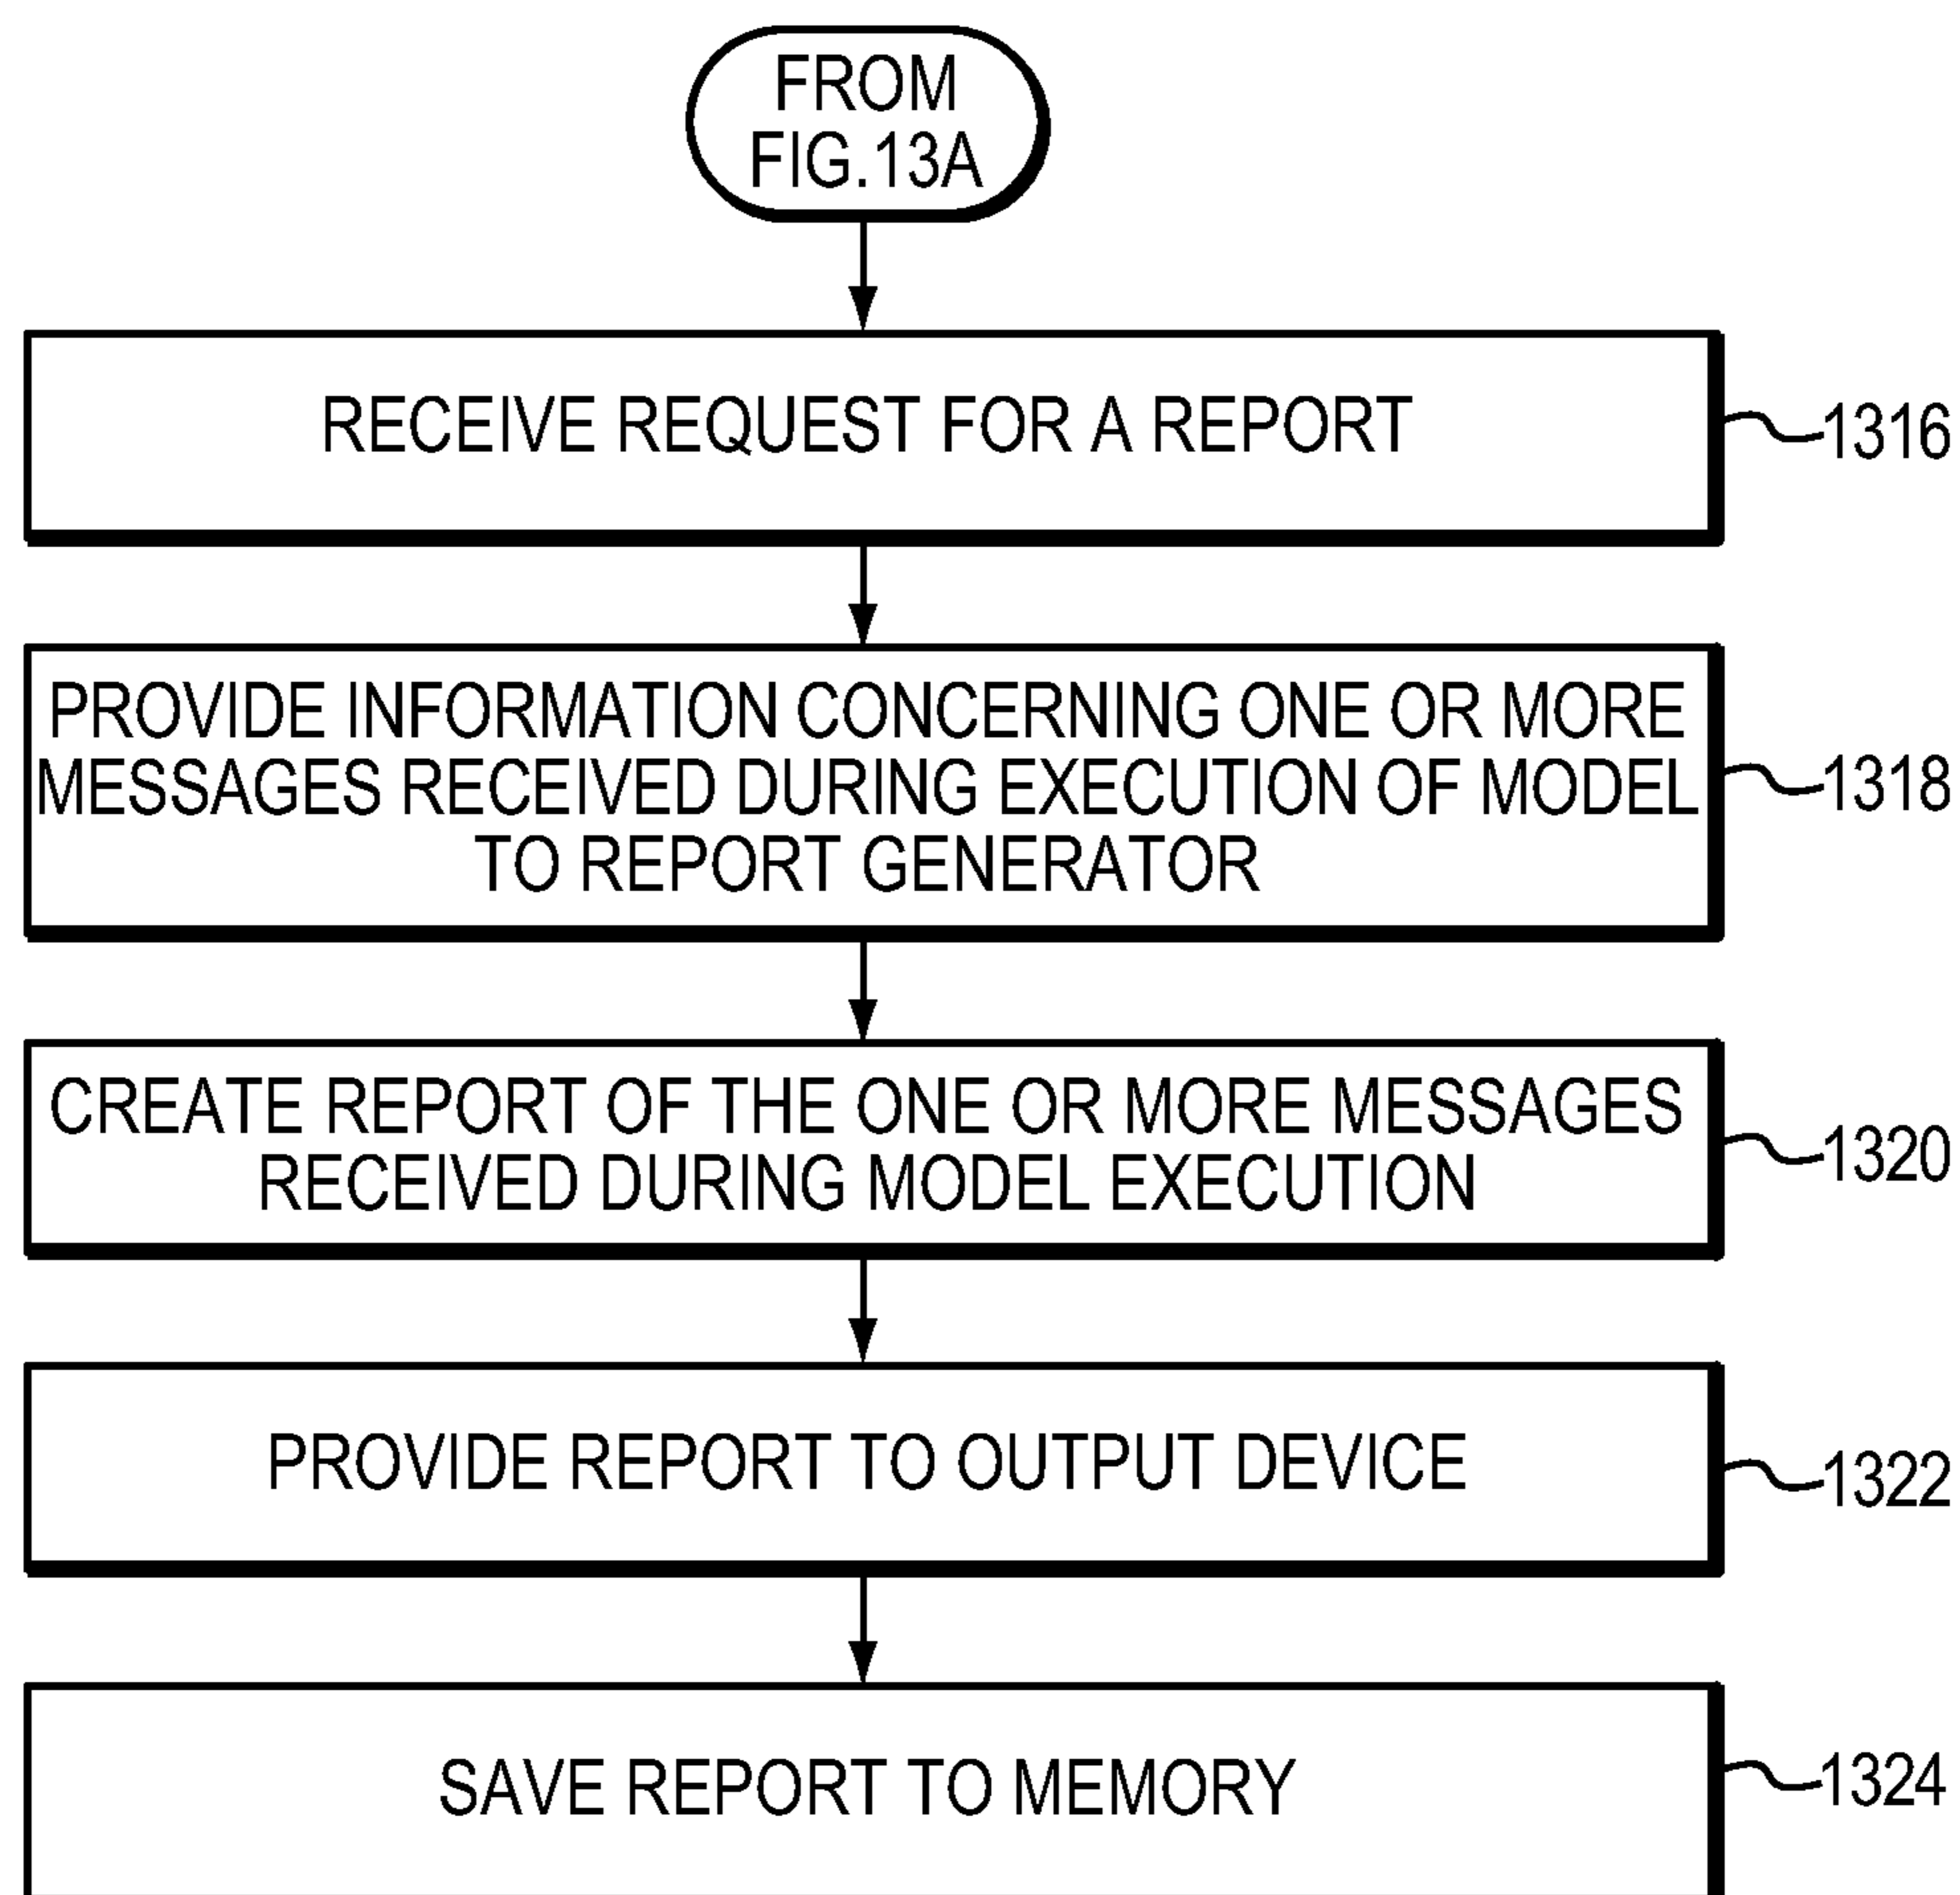 FROM
FIG.13A
RECEIVE REQUEST FOR A REPORT
1316
PROVIDE INFORMATION CONCERNING ONE OR MORE
MESSAGES RECEIVED DURING EXECUTION OF MODEL
TO REPORT GENERATOR
1318
CREATE REPORT OF THE ONE OR MORE MESSAGES
RECEIVED DURING MODEL EXECUTION
1320
PROVIDE REPORT TO OUTPUT DEVICE
1322
SAVE REPORT TO MEMORY
1324